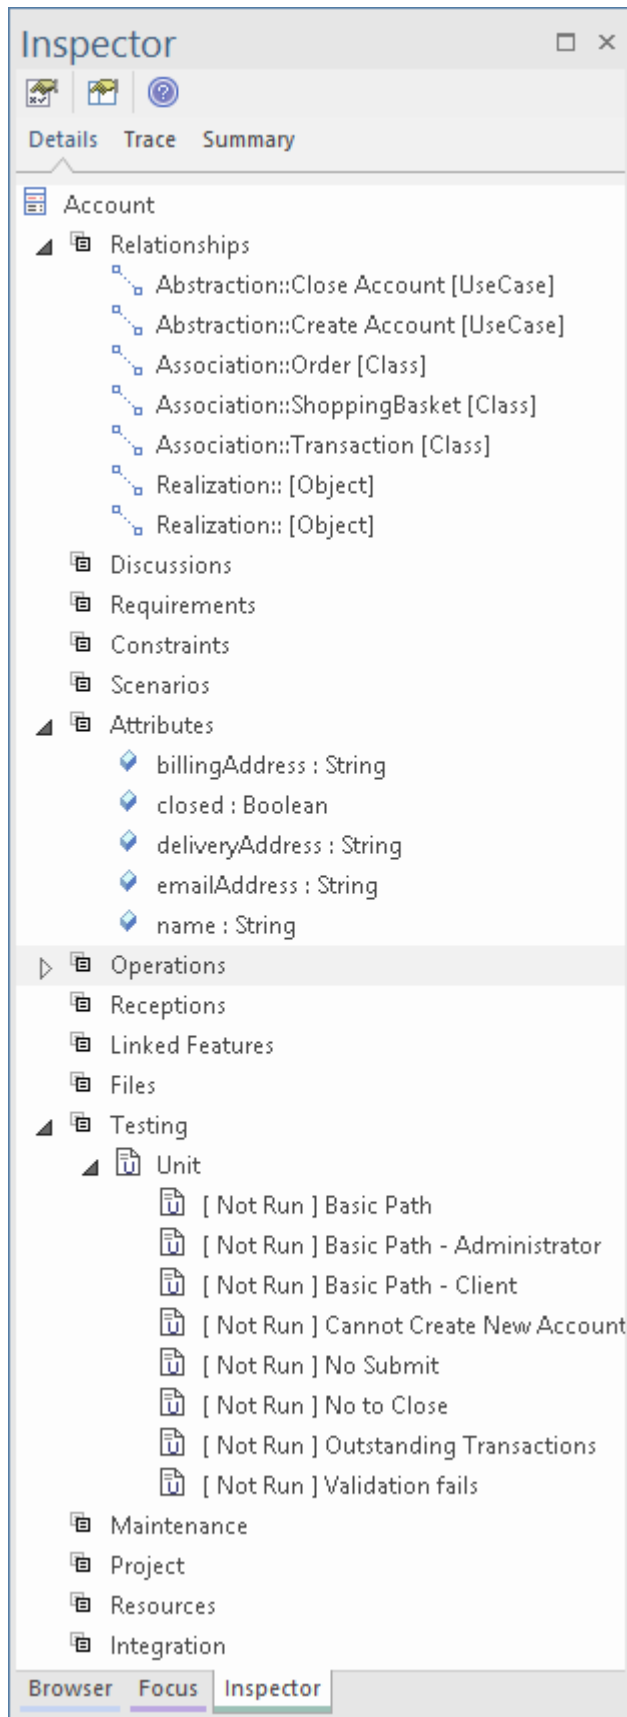 Inspector
Details Trace Summary
Account
Relationships
Abstraction::Close Account [UseCase]
Abstraction::Create Account [UseCase]
Association::Order [Class]
Association::ShoppingBasket [Class]
Association::Transaction [Class]
Realization:: [Object]
Realization:: [Object]
Discussions
Requirements
Constraints
Scenarios
Attributes
billingAddress : String
closed : Boolean
deliveryAddress : String
emailAddress : String
name : String
Operations
Receptions
Linked Features
Files
Testing
Unit
[ Not Run ] Basic Path
[ Not Run ] Basic Path - Administrator
[ Not Run ] Basic Path - Client
[ Not Run ] Cannot Create New Account
[ Not Run ] No Submit
[ Not Run ] No to Close
[ Not Run ] Outstanding Transactions
[ Not Run ] Validation fails
Maintenance
Project
Resources
Integration
Browser Focus Inspector